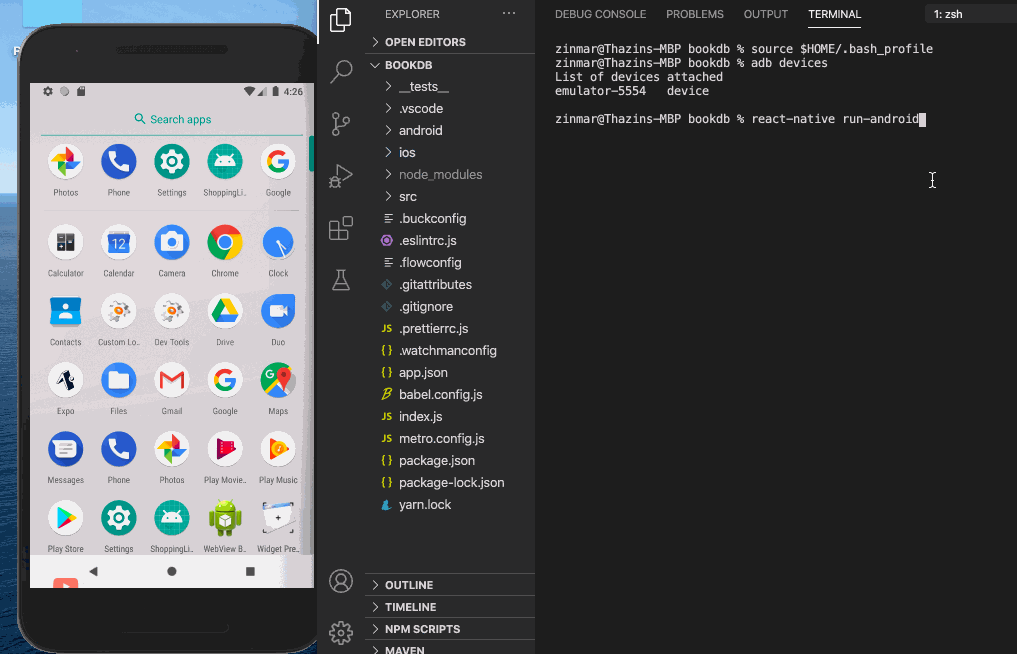 P
4:26
Search apps
Photos
Phone
Settings
ShoppingLi..
Google
Calculator
12
Calendar
Camera
Chrome
Clock
Contacts
Custom Lo..
Dev Tools
Drive
Duo
Expo
Files
Gmail
Google
Maps
Messages
Phone
Photos
Play Movie..
Play Music
Play Store
Settings
ShoppingLi..
WebView B..
Widget Pre..
EXPLORER
OPEN EDITORS
BOOKDB
__tests__
.vscode
android
ios
node_modules
src
.buckconfig
.eslintrc.js
.flowconfig
.gitattributes
.gitignore
JS .prettierrc.js
{} .watchmanconfig
{} app.json
babel.config.js
JS index.js
JS metro.config.js
{} package.json
{} package-lock.json
yarn.lock
OUTLINE
TIMELINE
NPM SCRIPTS
MAVEN
DEBUG CONSOLE
PROBLEMS
OUTPUT
TERMINAL
1: zsh
zinmar@Thazins-MBP bookdb % source $HOME/.bash_profile
zinmar@Thazins-MBP bookdb % adb devices
List of devices attached
emulator-5554 device
zinmar@Thazins-MBP bookdb % react-native run-android